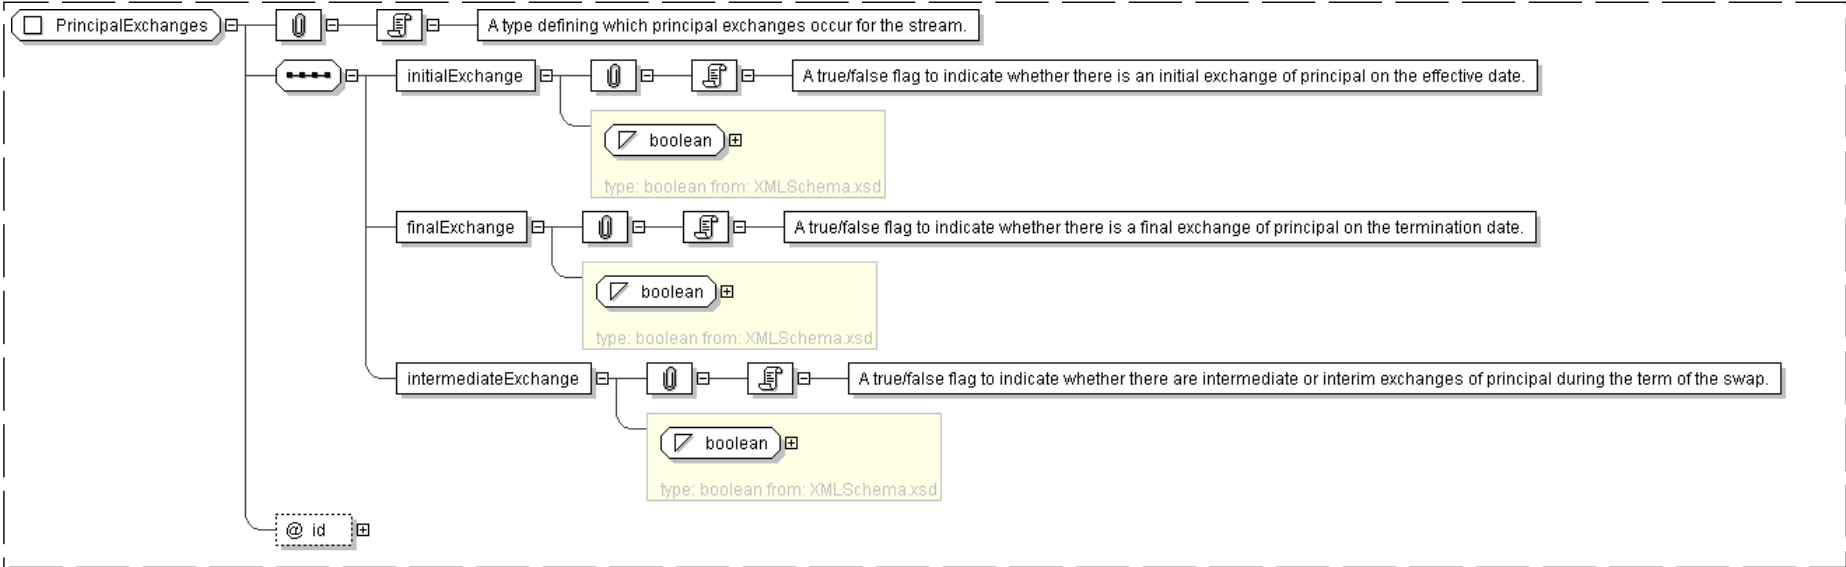 PrincipalExchanges
A type defining which principal exchanges occur for the stream.
initialExchange
A true/false flag to indicate whether there is an initial exchange of principal on the effective date.
boolean
type: boolean from: XMLSchema.xsd
finalExchange
A true/false flag to indicate whether there is a final exchange of principal on the termination date.
boolean
type: boolean from: XMLSchema.xsd
intermediateExchange
A true/false flag to indicate whether there are intermediate or interim exchanges of principal during the term of the swap.
boolean
type: boolean from: XMLSchema.xsd
@ id